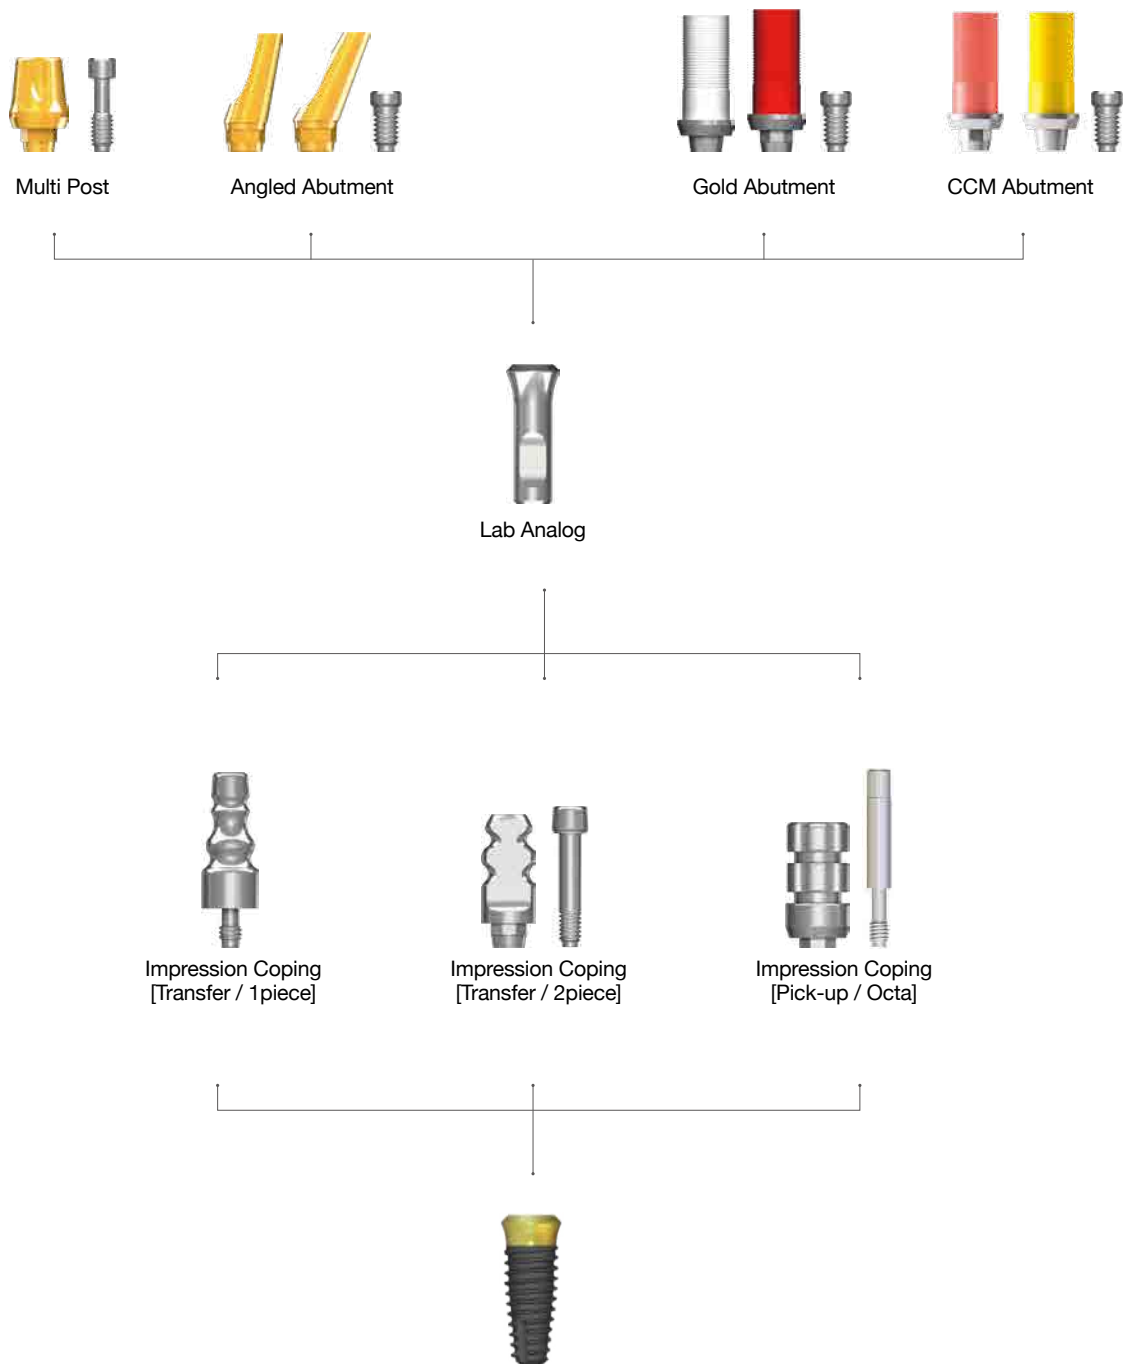 Multi Post
Angled Abutment
Gold Abutment
CCM Abutment
Lab Analog
Impression Coping
[Transfer / 1piece]
Impression Coping
[Transfer / 2piece]
Impression Coping
[Pick-up / Octa]